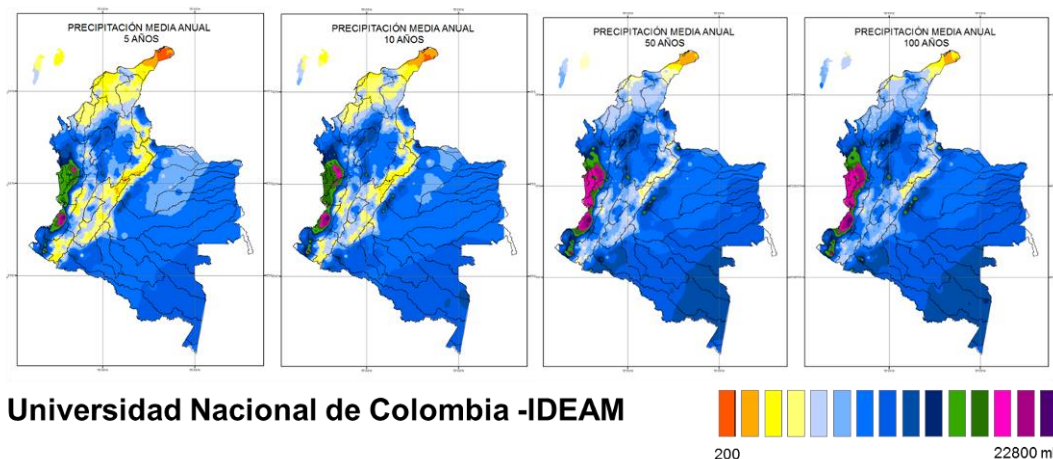 PRECIPITACIÓN MEDIA ANUAL
5 AÑOS
PRECIPITACIÓN MEDIA ANUAL
10 AÑOS
PRECIPITACIÓN MEDIA ANUAL
50 AÑOS
PRECIPITACIÓN MEDIA ANUAL
100 AÑOS
Universidad Nacional de Colombia -IDEAM
200
22800 m